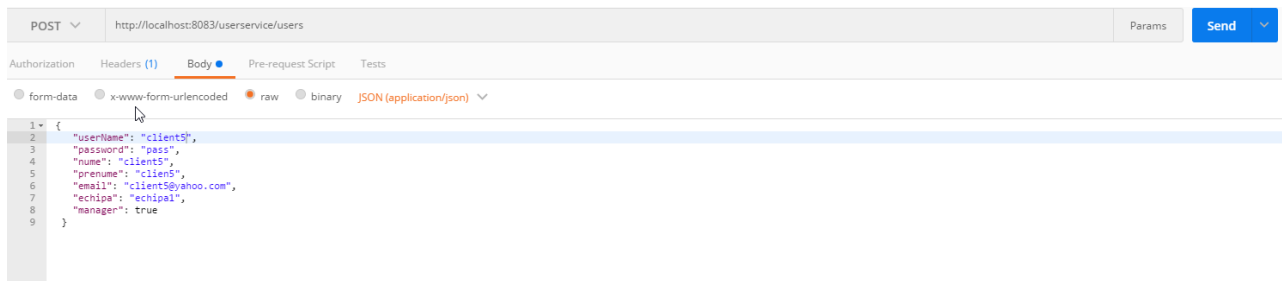 POST http://localhost:8083/userservice/users Params Send
Authorization Headers (1) Body Pre-request Script Tests
form-data x-www-form-urlencoded raw binary JSON (application/json)
1 {
2 "userName": "client5",
3 "password": "pass",
4 "nume": "client5",
5 "prenume": "clien5",
6 "email": "client5@yahoo.com",
7 "echipa": "echipa1",
8 "manager": true
9 }